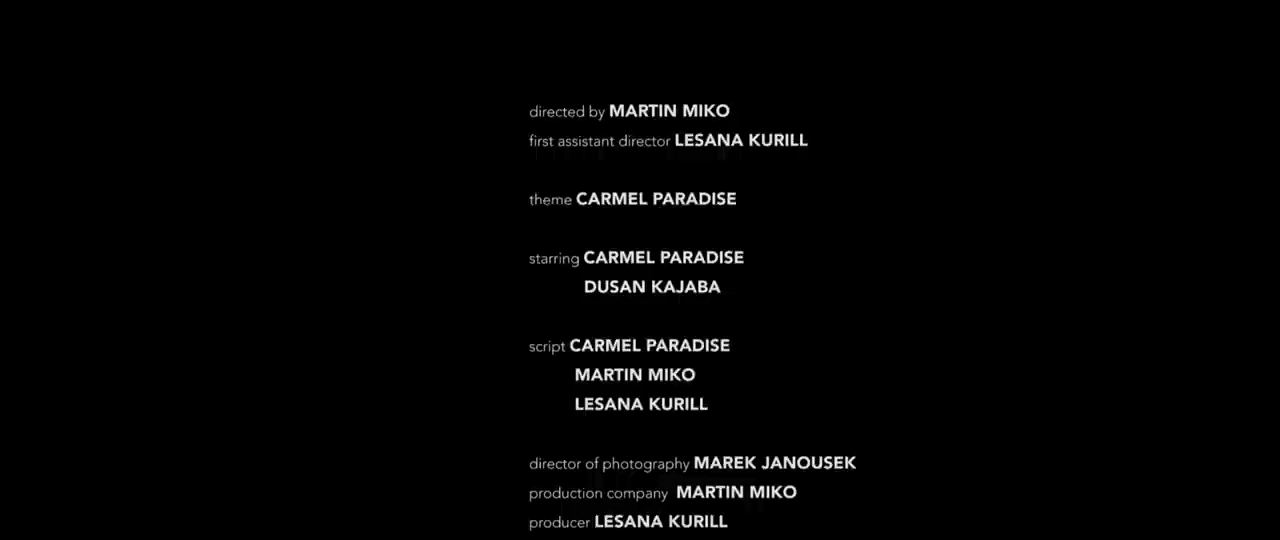 directed by MARTIN MIKO
first assistant director LESANA KURILL
theme CARMEL PARADISE
starring CARMEL PARADISE
DUSAN KAJABA
script CARMEL PARADISE
MARTIN MIKO
LESANA KURILL
director of photography MAREK JANOUSEK
production company MARTIN MIKO
producer LESANA KURILL